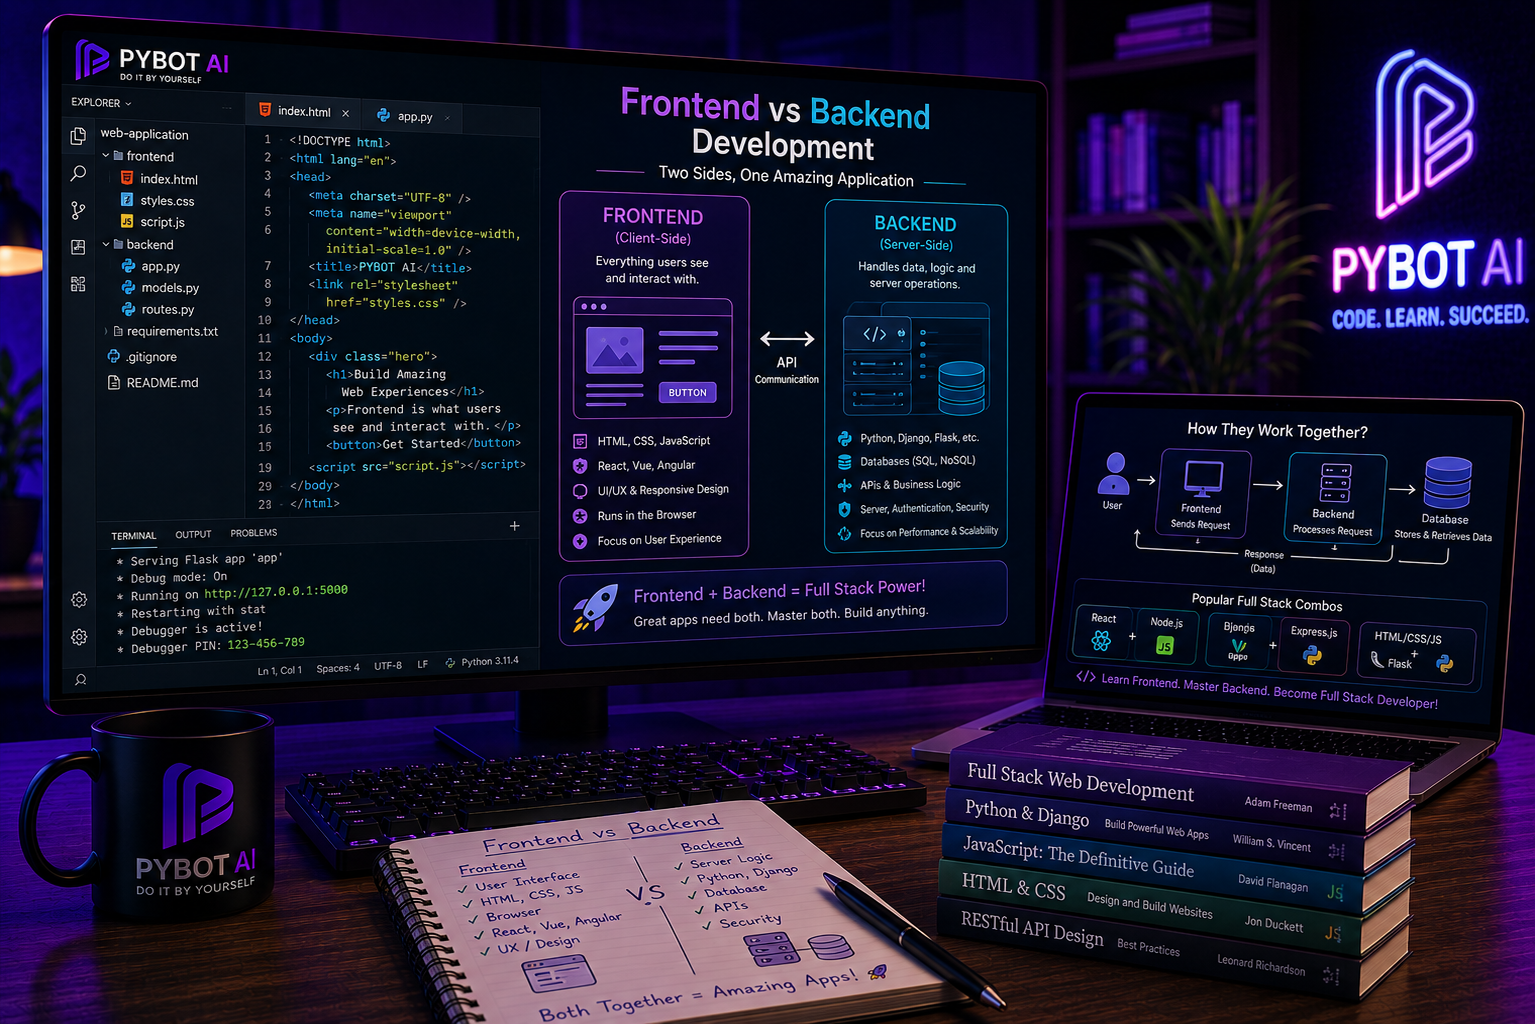 PYBOT AI
DO IT BY YOURSELF
EXPLORER
web-application
frontend
index.html
styles.css
script.js
backend
app.py
models.py
routes.py
requirements.txt
.gitignore
README.md
index.html ×
app.py
1 <!DOCTYPE html>
2 <html lang="en">
3 <head>
4 <meta charset="UTF-8" />
5 <meta name="viewport"
6 content="width=device-width,
initial-scale=1.0" />
7 <title>PYBOT AI</title>
8 <link rel="stylesheet"
9 href="styles.css" />
10 </head>
11 <body>
12 <div class="hero">
13 <h1>Build Amazing
14 Web Experiences</h1>
15 <p>Frontend is what users
16 see and interact with.</p>
15 <button>Get Started</button>
19 <script src="script.js"></script>
29 </body>
23 </html>
TERMINAL OUTPUT PROBLEMS
* Serving Flask app 'app'
* Debug mode: On
* Running on http://127.0.0.1:5000
* Restarting with stat
* Debugger is active!
* Debugger PIN: 123-456-789
Ln 1, Col 1 Spaces: 4 UTF-8 LF Python 3.11.4
Frontend vs Backend
Development
Two Sides, One Amazing Application
FRONTEND
(Client-Side)
Everything users see
and interact with.
BUTTON
HTML, CSS, JavaScript
React, Vue, Angular
UI/UX & Responsive Design
Runs in the Browser
Focus on User Experience
API
Communication
BACKEND
(Server-Side)
Handles data, logic and
server operations.
</>
Python, Django, Flask, etc.
Databases (SQL, NoSQL)
APIs & Business Logic
Server, Authentication, Security
Focus on Performance & Scalability
Frontend + Backend = Full Stack Power!
Great apps need both. Master both. Build anything.
PYBOT AI
CODE. LEARN. SUCCEED.
How They Work Together?
User
Frontend
Sends Request
Backend
Processes Request
Database
Stores & Retrieves Data
Response
(Data)
Popular Full Stack Combos
React
+
Node.js
JS
+
Express.js
HTML/CSS/JS
+
Flask
</> Learn Frontend. Master Backend. Become Full Stack Developer!
PYBOT AI
DO IT BY YOURSELF
Frontend vs Backend
Frontend
User Interface
HTML, CSS, JS
Browser
React, Vue, Angular
UX / Design
VS
Backend
Server Logic
Python, Django
Database
APIs
Security
Both Together = Amazing Apps!
Full Stack Web Development Adam Freeman
Python & Django Build Powerful Web Apps William S. Vincent
JavaScript: The Definitive Guide David Flanagan JS
HTML & CSS Design and Build Websites Jon Duckett JS
RESTful API Design Best Practices Leonard Richardson